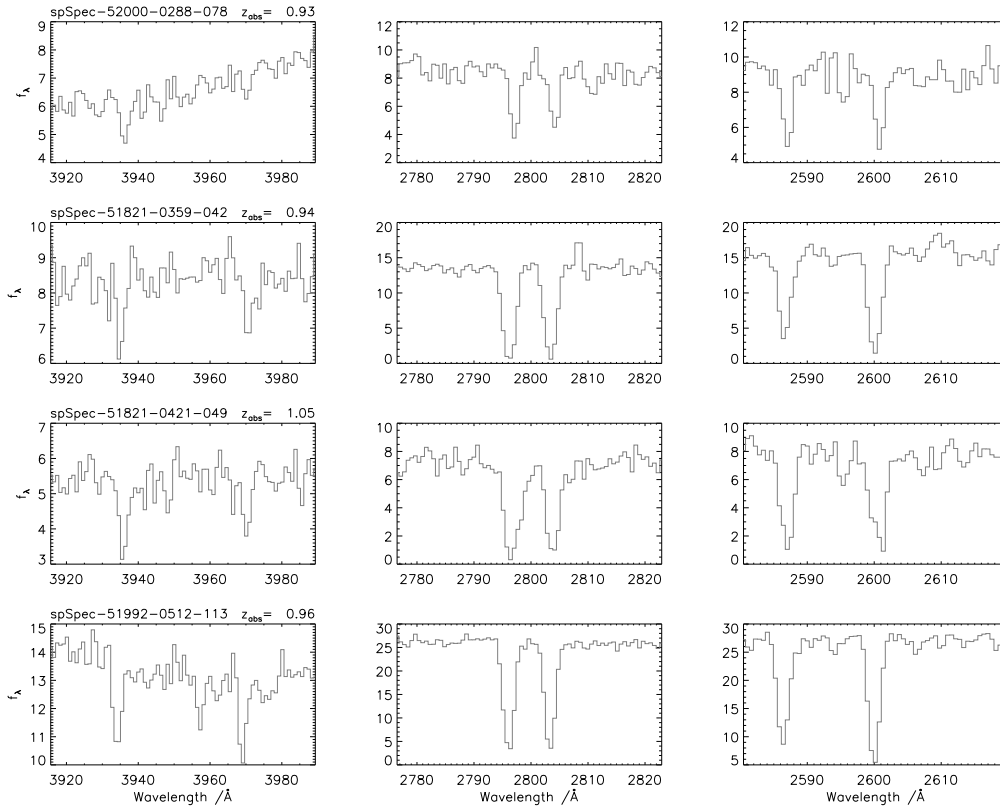 spSpec-52000-0288-078 z_abs= 0.93
9
8
7
6
5
4
f_λ
3920 3940 3960 3980
12
10
8
6
4
2
2780 2790 2800 2810 2820
12
10
8
6
4
2590 2600 2610
spSpec-51821-0359-042 z_abs= 0.94
10
9
8
7
6
f_λ
3920 3940 3960 3980
20
15
10
5
0
2780 2790 2800 2810 2820
20
15
10
5
0
2590 2600 2610
spSpec-51821-0421-049 z_abs= 1.05
7
6
5
4
3
f_λ
3920 3940 3960 3980
10
8
6
4
2
0
2780 2790 2800 2810 2820
10
8
6
4
2
0
2590 2600 2610
spSpec-51992-0512-113 z_abs= 0.96
15
14
13
12
11
10
f_λ
3920 3940 3960 3980
Wavelength /Å
30
25
20
15
10
5
0
2780 2790 2800 2810 2820
Wavelength /Å
30
25
20
15
10
5
2590 2600 2610
Wavelength /Å